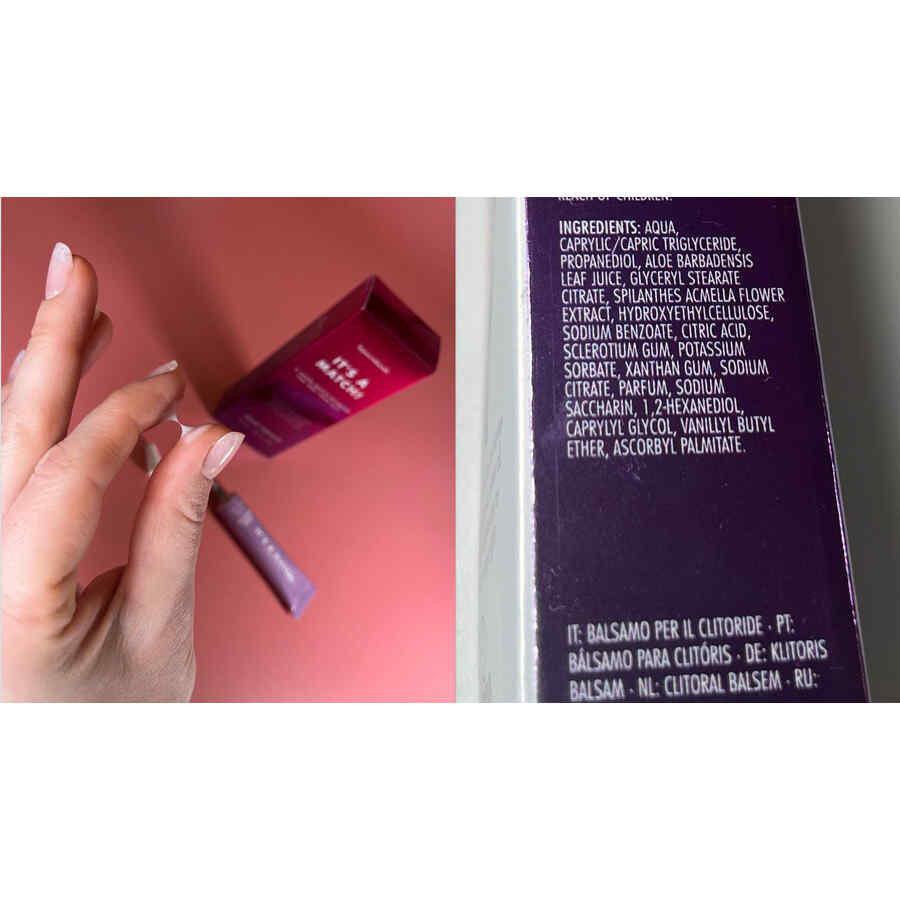 IT'S A
MATCH!
REACH OF CHILDREN.
INGREDIENTS: AQUA,
CAPRYLIC/CAPRIC TRIGLYCERIDE,
PROPANEDIOL, ALOE BARBADENSIS
LEAF JUICE, GLYCERYL STEARATE
CITRATE, SPILANTHES ACMELLA FLOWER
EXTRACT, HYDROXYETHYLCELLULOSE,
SODIUM BENZOATE, CITRIC ACID,
SCLEROTIUM GUM, POTASSIUM
SORBATE, XANTHAN GUM, SODIUM
CITRATE, PARFUM, SODIUM
SACCHARIN, 1,2-HEXANEDIOL,
CAPRYLYL GLYCOL, VANILLYL BUTYL
ETHER, ASCORBYL PALMITATE.
IT: BALSAMO PER IL CLITORIDE · PT:
BÁLSAMO PARA CLITÓRIS · DE: KLITORIS
BALSAM · NL: CLITORAL BALSEM · RU: